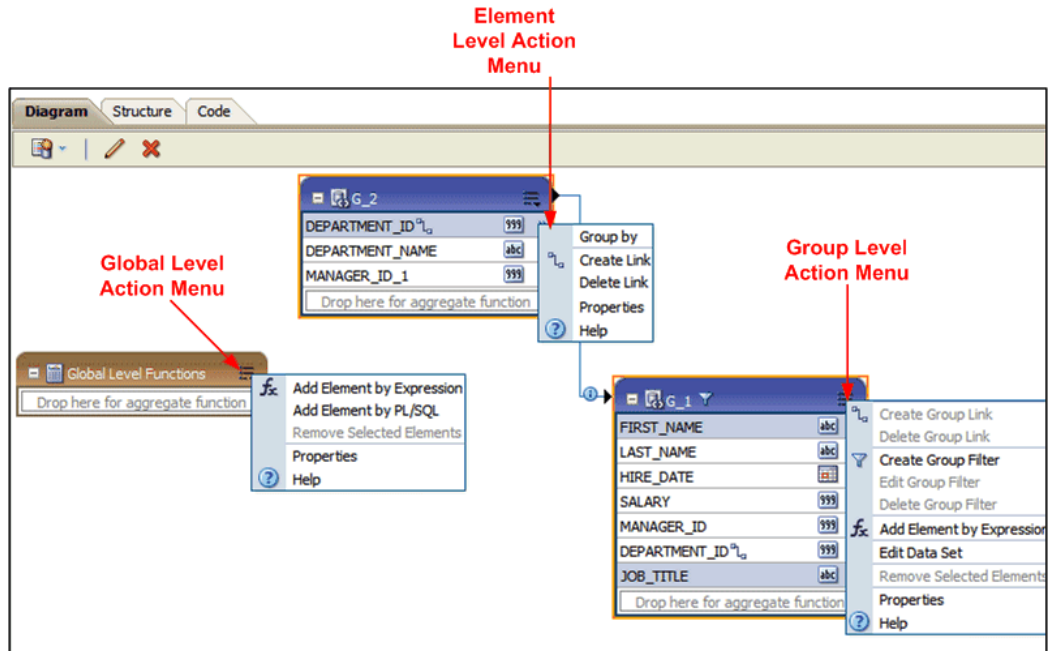 Element
Level Action
Menu
Diagram
Structure
Code
G_2
DEPARTMENT_ID
999
DEPARTMENT_NAME
abc
MANAGER_ID_1
999
Drop here for aggregate function
Group by
Create Link
Delete Link
Properties
? Help
Global Level
Action Menu
Group Level
Action Menu
Global Level Functions
Drop here for aggregate function
fx Add Element by Expression
Add Element by PL/SQL
Remove Selected Elements
Properties
? Help
G_1
FIRST_NAME
abc
LAST_NAME
abc
HIRE_DATE
SALARY
999
MANAGER_ID
999
DEPARTMENT_ID
999
JOB_TITLE
abc
Drop here for aggregate function
Create Group Link
Delete Group Link
Create Group Filter
Edit Group Filter
Delete Group Filter
fx Add Element by Expression
Edit Data Set
Remove Selected Elements
Properties
? Help